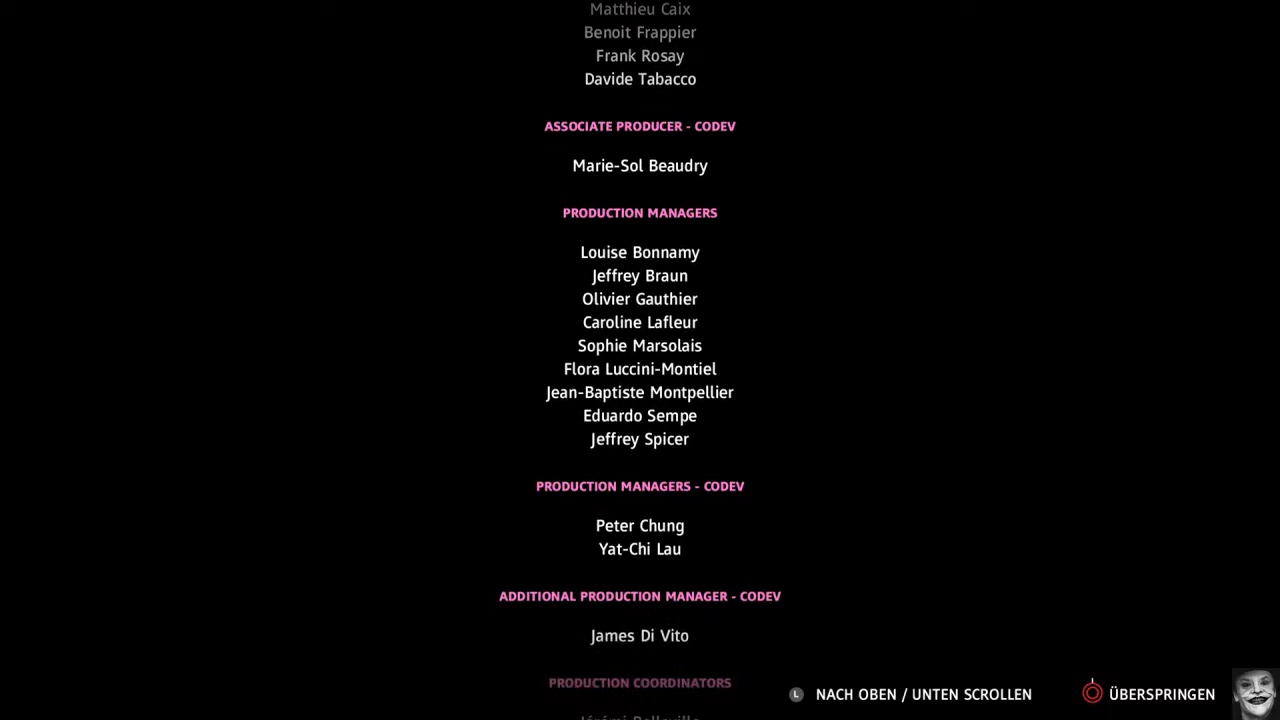 Matthieu Caix
Benoit Frappier
Frank Rosay
Davide Tabacco
ASSOCIATE PRODUCER - CODEV
Marie-Sol Beaudry
PRODUCTION MANAGERS
Louise Bonnamy
Jeffrey Braun
Olivier Gauthier
Caroline Lafleur
Sophie Marsolais
Flora Luccini-Montiel
Jean-Baptiste Montpellier
Eduardo Sempe
Jeffrey Spicer
PRODUCTION MANAGERS - CODEV
Peter Chung
Yat-Chi Lau
ADDITIONAL PRODUCTION MANAGER - CODEV
James Di Vito
PRODUCTION COORDINATORS
L NACH OBEN / UNTEN SCROLLEN
ÜBERSPRINGEN